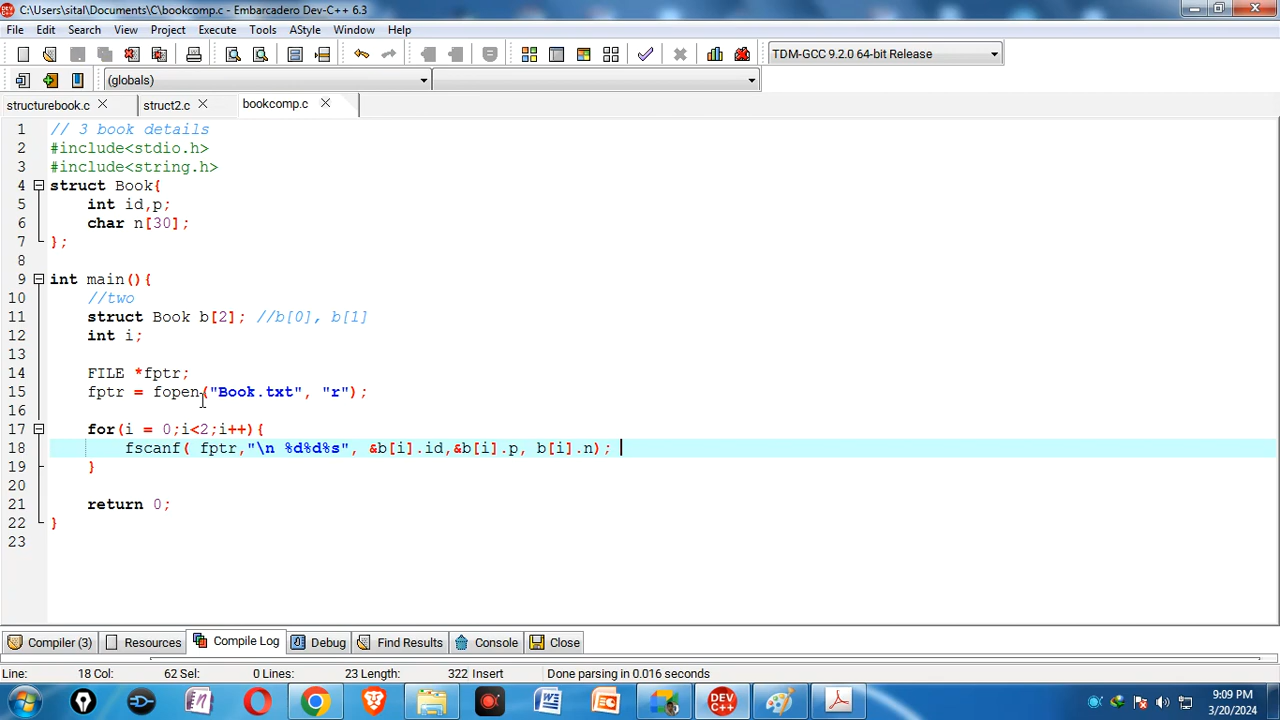 C:\Users\sital\Documents\C\bookcomp.c - Embarcadero Dev-C++ 6.3
File Edit Search View Project Execute Tools AStyle Window Help
TDM-GCC 9.2.0 64-bit Release
(globals)
structurebook.c struct2.c bookcomp.c
1 // 3 book details
2 #include<stdio.h>
3 #include<string.h>
4 struct Book{
5 int id,p;
6 char n[30];
7 };
8
9 int main(){
10 //two
11 struct Book b[2]; //b[0], b[1]
12 int i;
13
14 FILE *fptr;
15 fptr = fopen("Book.txt", "r");
16
17 for(i = 0;i<2;i++){
18 fscanf( fptr,"\n %d%d%s", &b[i].id,&b[i].p, b[i].n);
19 }
20
21 return 0;
22 }
23
Compiler (3) Resources Compile Log Debug Find Results Console Close
Line: 18 Col: 62 Sel: 0 Lines: 23 Length: 322 Insert Done parsing in 0.016 seconds
9:09 PM
3/20/2024